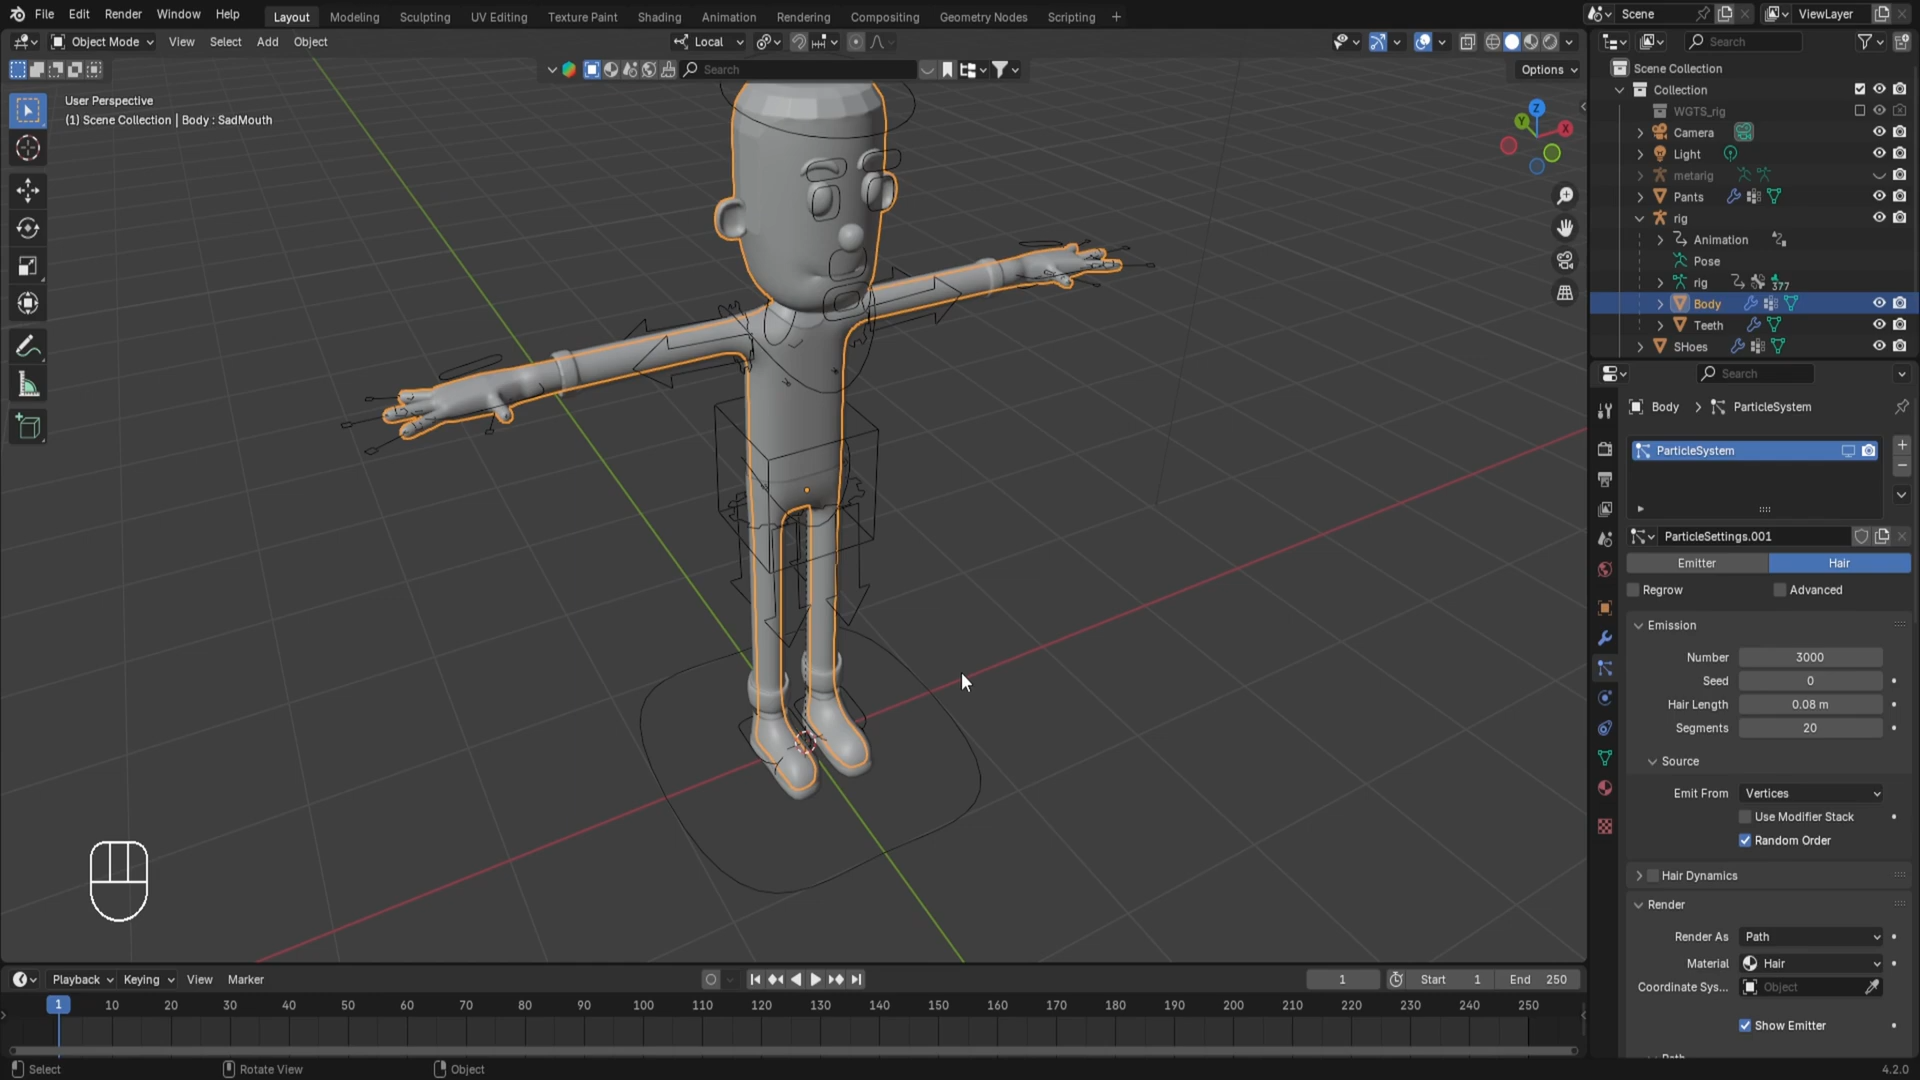 File Edit Render Window Help Layout Modeling Sculpting UV Editing Texture Paint Shading Animation Rendering Compositing Geometry Nodes Scripting + Scene ViewLayer
Object Mode View Select Add Object Local Search
Search Options
User Perspective
(1) Scene Collection | Body : SadMouth
Z
Y
X
Scene Collection
Collection
WGTS_rig
Camera
Light
metarig
Pants
rig
Animation
Pose
rig 377
Body
Teeth
SHoes
Search
Body > ParticleSystem
ParticleSystem
ParticleSettings.001
Emitter Hair
Regrow Advanced
Emission
Number 3000
Seed 0
Hair Length 0.08 m
Segments 20
Source
Emit From Vertices
Use Modifier Stack
Random Order
Hair Dynamics
Render
Render As Path
Material Hair
Coordinate Sys... Object
Show Emitter
Path
Playback Keying View Marker 1 Start 1 End 250
1 10 20 30 40 50 60 70 80 90 100 110 120 130 140 150 160 170 180 190 200 210 220 230 240 250
Select Rotate View Object 4.2.0